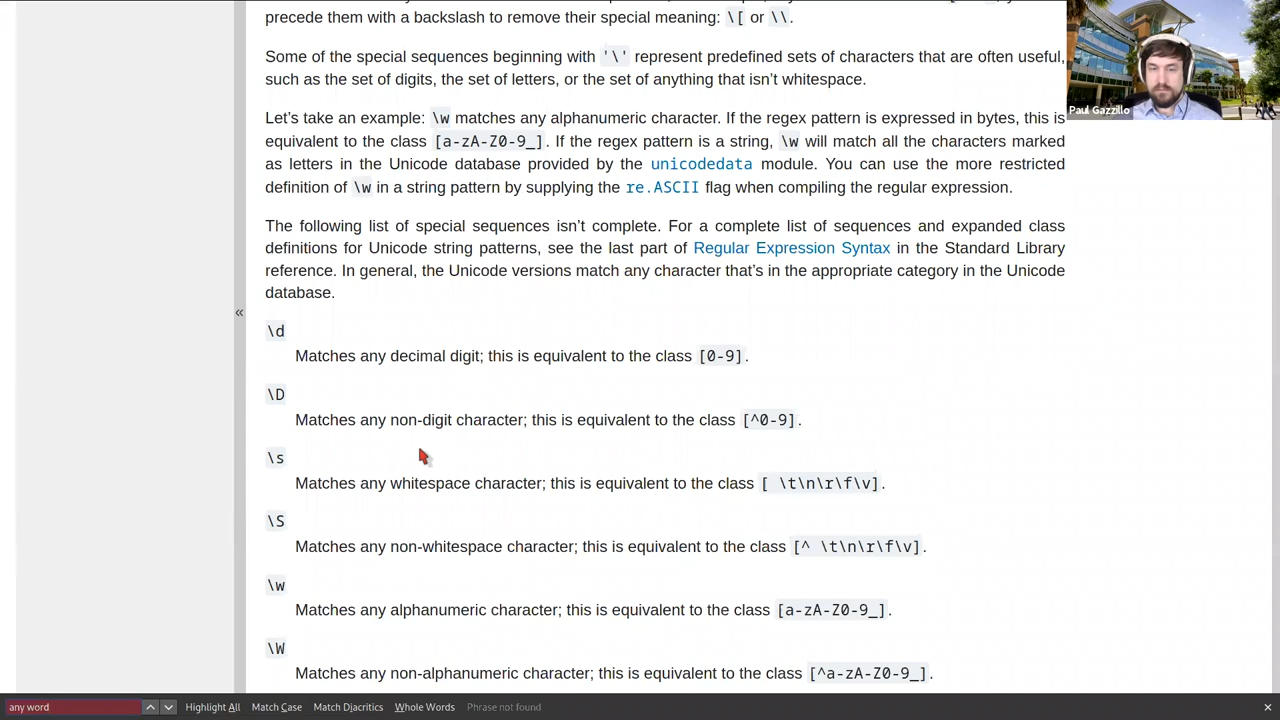 precede them with a backslash to remove their special meaning: \[ or \\.
Some of the special sequences beginning with '\' represent predefined sets of characters that are often useful,
such as the set of digits, the set of letters, or the set of anything that isn’t whitespace.
Let’s take an example: \w matches any alphanumeric character. If the regex pattern is expressed in bytes, this is
equivalent to the class [a-zA-Z0-9_]. If the regex pattern is a string, \w will match all the characters marked
as letters in the Unicode database provided by the unicodedata module. You can use the more restricted
definition of \w in a string pattern by supplying the re.ASCII flag when compiling the regular expression.
The following list of special sequences isn’t complete. For a complete list of sequences and expanded class
definitions for Unicode string patterns, see the last part of Regular Expression Syntax in the Standard Library
reference. In general, the Unicode versions match any character that’s in the appropriate category in the Unicode
database.
«
\d
Matches any decimal digit; this is equivalent to the class [0-9].
\D
Matches any non-digit character; this is equivalent to the class [^0-9].
\s
Matches any whitespace character; this is equivalent to the class [ \t\n\r\f\v].
\S
Matches any non-whitespace character; this is equivalent to the class [^ \t\n\r\f\v].
\w
Matches any alphanumeric character; this is equivalent to the class [a-zA-Z0-9_].
\W
Matches any non-alphanumeric character; this is equivalent to the class [^a-zA-Z0-9_].
Paul Gazzillo
any word Highlight All Match Case Match Diacritics Whole Words Phrase not found